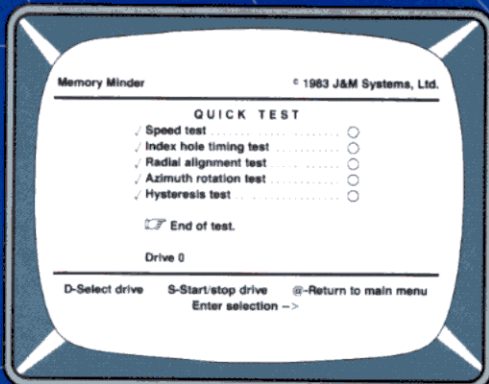 Memory Minder © 1983 J&M Systems, Ltd.
QUICK TEST
✓ Speed test ........................ ○
✓ Index hole timing test ............ ○
✓ Radial alignment test ............. ○
✓ Azimuth rotation test ............. ○
✓ Hysteresis test ................... ○
☞ End of test.
Drive 0
D-Select drive S-Start/stop drive @-Return to main menu
Enter selection -->